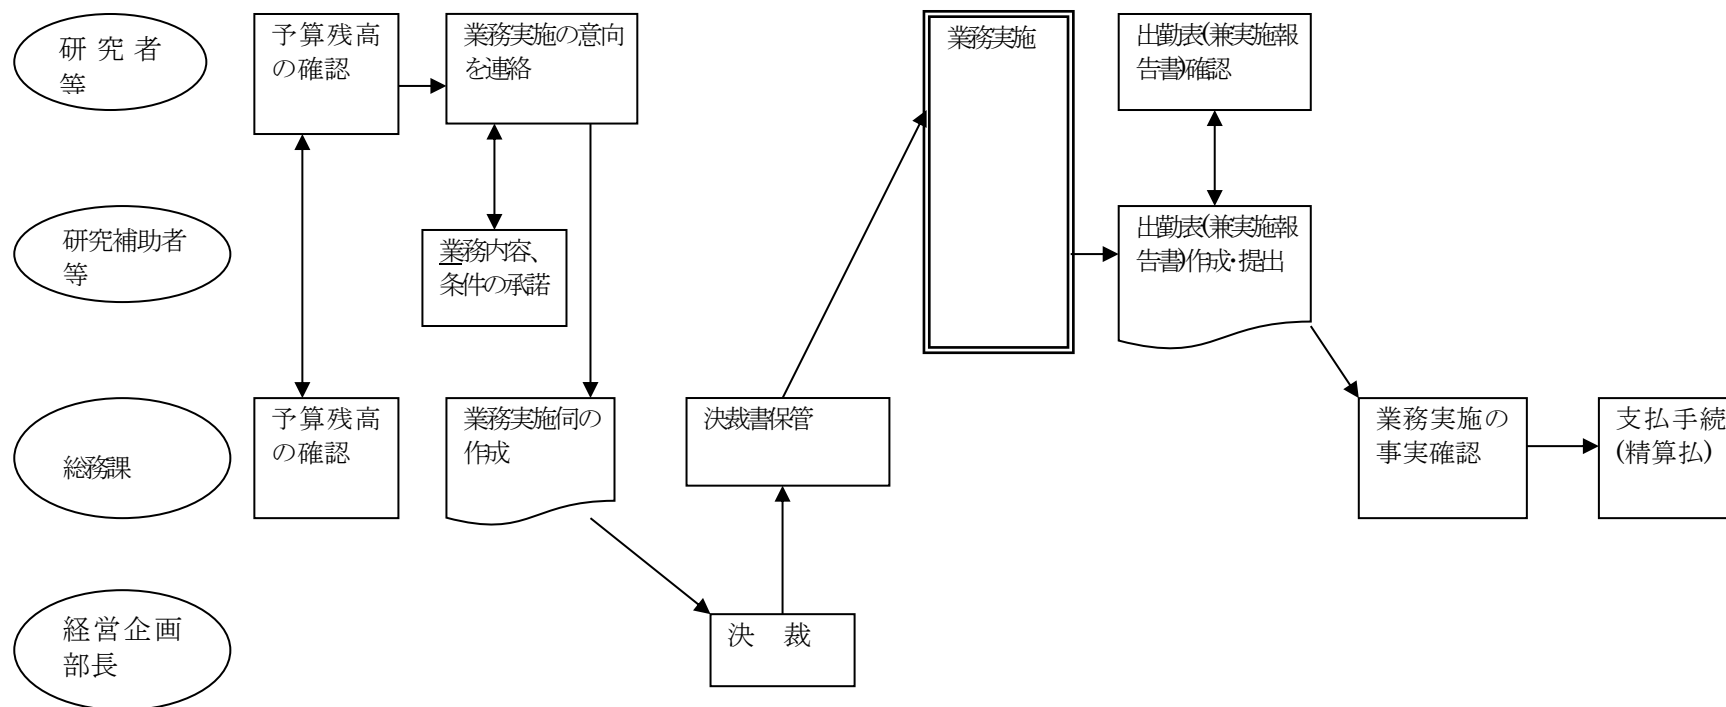 研究者
等
予算残高
の確認
業務実施の意向
を連絡
業務実施
出勤表(兼実施報
告書)確認
研究補助者
等
業務内容、
条件の承諾
出勤表(兼実施報
告書)作成・提出
総務課
予算残高
の確認
業務実施伺の
作成
決裁書保管
業務実施の
事実確認
支払手続
(精算払)
経営企画
部長
決　裁